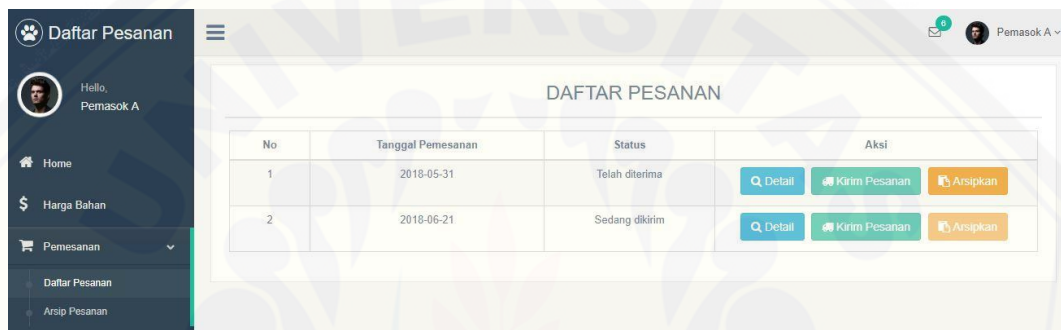 Daftar Pesanan
6
Pemasok A
Hello,
Pemasok A
Home
$ Harga Bahan
Pemesanan
Daftar Pesanan
Arsip Pesanan
DAFTAR PESANAN
No Tanggal Pemesanan Status Aksi
1 2018-05-31 Telah diterima Detail Kirim Pesanan Arsipkan
2 2018-06-21 Sedang dikirim Detail Kirim Pesanan Arsipkan